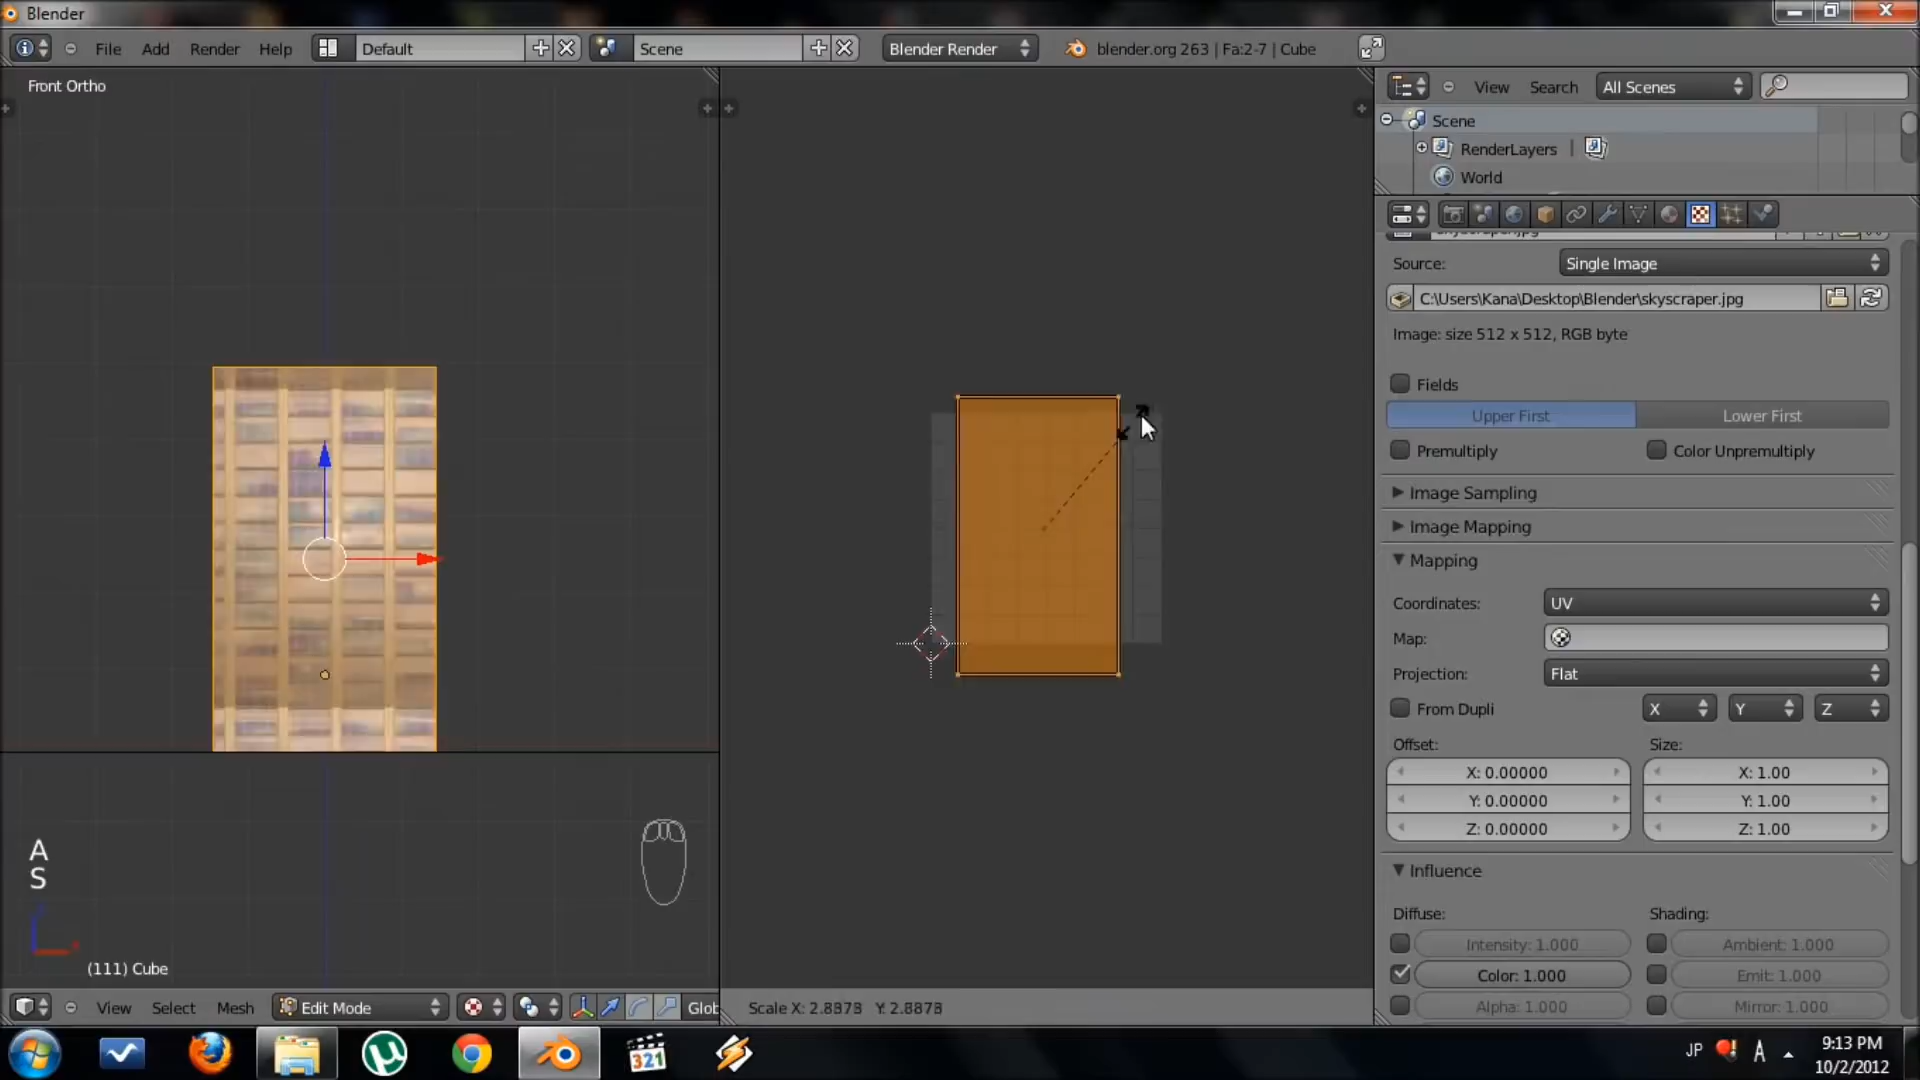 Blender
File Add Render Help Default Scene Blender Render blender.org 263 | Fa:2-7 | Cube
Front Ortho
View Search All Scenes
Scene
RenderLayers |
World
Source: Single Image
C:\Users\Kana\Desktop\Blender\skyscraper.jpg
Image: size 512 x 512, RGB byte
Fields
Upper First Lower First
Premultiply Color Unpremultiply
Image Sampling
Image Mapping
Mapping
Coordinates: UV
Map:
Projection: Flat
From Dupli X Y Z
Offset: Size:
X: 0.00000 X: 1.00
Y: 0.00000 Y: 1.00
Z: 0.00000 Z: 1.00
Influence
Diffuse: Shading:
Intensity: 1.000 Ambient: 1.000
Color: 1.000 Emit: 1.000
Alpha: 1.000 Mirror: 1.000
A
S
(111) Cube
View Select Mesh Edit Mode Glob
Scale X: 2.8873 Y: 2.8873
321
JP A 9:13 PM
10/2/2012